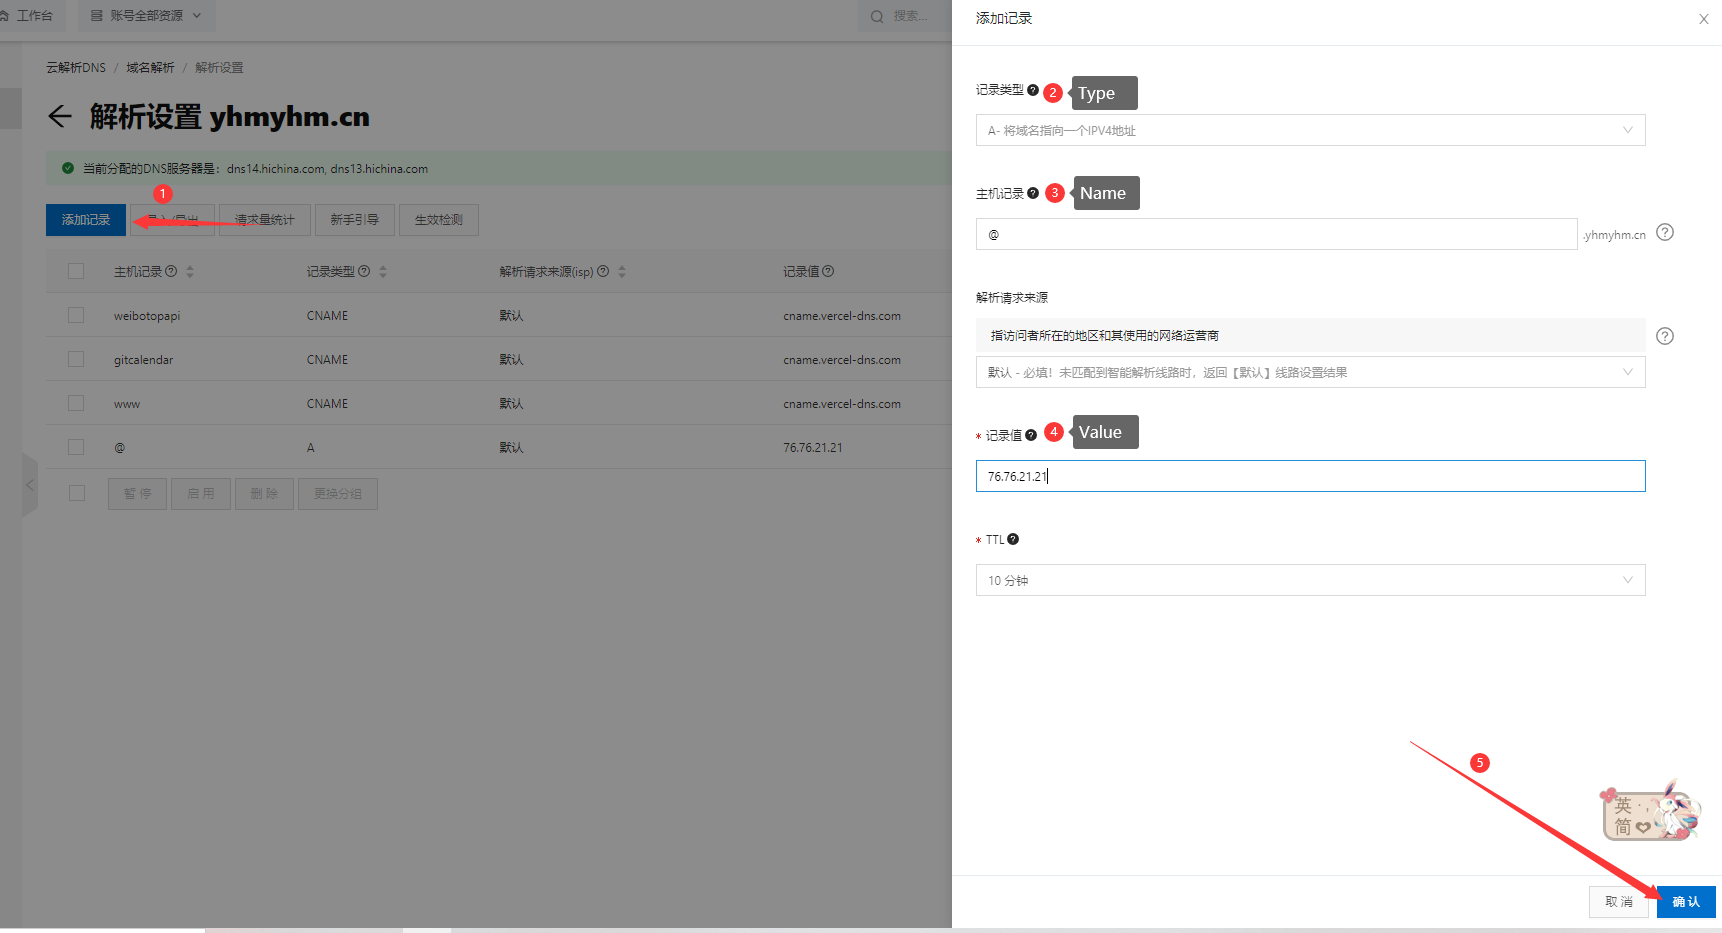 工作台
账号全部资源
搜索...
云解析DNS / 域名解析 / 解析设置
解析设置 yhmyhm.cn
当前分配的DNS服务器是：dns14.hichina.com, dns13.hichina.com
1
添加记录
导入/导出
请求量统计
新手引导
生效检测
主机记录 记录类型 解析请求来源(isp) 记录值
weibotopapi CNAME 默认 cname.vercel-dns.com
gitcalendar CNAME 默认 cname.vercel-dns.com
www CNAME 默认 cname.vercel-dns.com
@ A 默认 76.76.21.21
暂停 启用 删除 更换分组
添加记录
记录类型 2 Type
A- 将域名指向一个IPV4地址
主机记录 3 Name
@ .yhmyhm.cn
解析请求来源
指访问者所在的地区和其使用的网络运营商
默认 - 必填！未匹配到智能解析线路时，返回【默认】线路设置结果
* 记录值 4 Value
76.76.21.21
* TTL
10 分钟
5
英 ·,
简
取消 确认